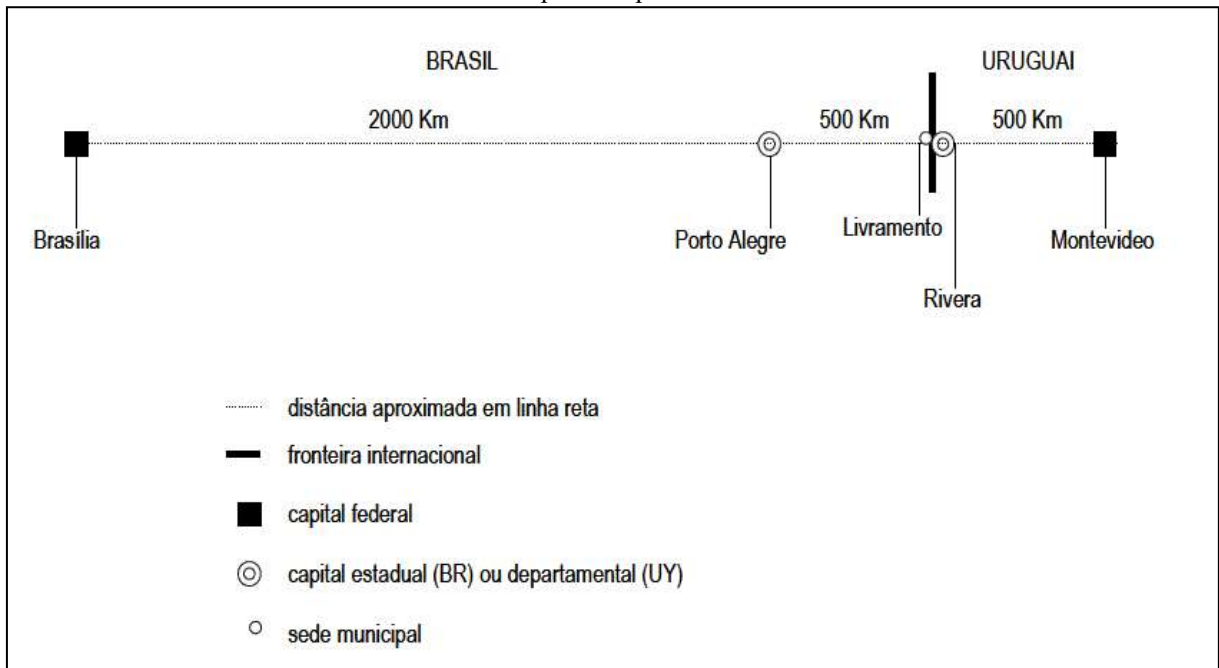 BRASIL URUGUAI
2000 Km 500 Km 500 Km
Brasília Porto Alegre Livramento Montevideo
Rivera
distância aproximada em linha reta
fronteira internacional
capital federal
capital estadual (BR) ou departamental (UY)
sede municipal